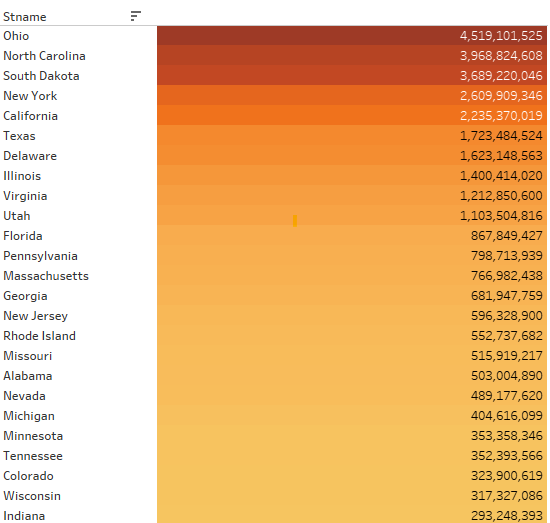 Stname
Ohio 4,519,101,525
North Carolina 3,968,824,608
South Dakota 3,689,220,046
New York 2,609,909,346
California 2,235,370,019
Texas 1,723,484,524
Delaware 1,623,148,563
Illinois 1,400,414,020
Virginia 1,212,850,600
Utah 1,103,504,816
Florida 867,849,427
Pennsylvania 798,713,939
Massachusetts 766,982,438
Georgia 681,947,759
New Jersey 596,328,900
Rhode Island 552,737,682
Missouri 515,919,217
Alabama 503,004,890
Nevada 489,177,620
Michigan 404,616,099
Minnesota 353,358,346
Tennessee 352,393,566
Colorado 323,900,619
Wisconsin 317,327,086
Indiana 293,248,393